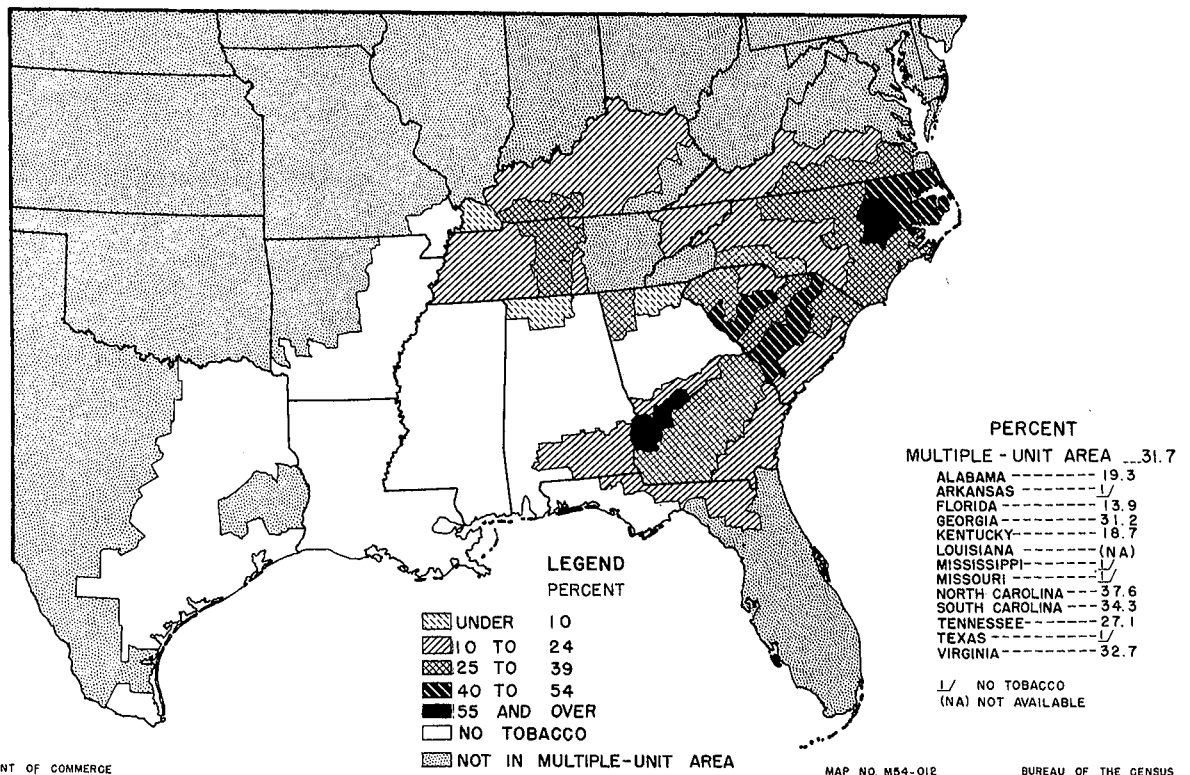 PERCENT
MULTIPLE-UNIT AREA ---31.7
ALABAMA ---------- 19.3
ARKANSAS ---------- 1/
FLORIDA ---------- 13.9
GEORGIA ---------- 31.2
KENTUCKY --------- 18.7
LOUISIANA -------- (NA)
MISSISSIPPI -------- 1/
MISSOURI ---------- 1/
NORTH CAROLINA --- 37.6
SOUTH CAROLINA --- 34.3
TENNESSEE -------- 27.1
TEXAS ------------ 1/
VIRGINIA ---------- 32.7
1/ NO TOBACCO
(NA) NOT AVAILABLE
LEGEND
PERCENT
UNDER 10
10 TO 24
25 TO 39
40 TO 54
55 AND OVER
NO TOBACCO
NOT IN MULTIPLE-UNIT AREA
NT OF COMMERCE
MAP NO. M54-012
BUREAU OF THE CENSUS